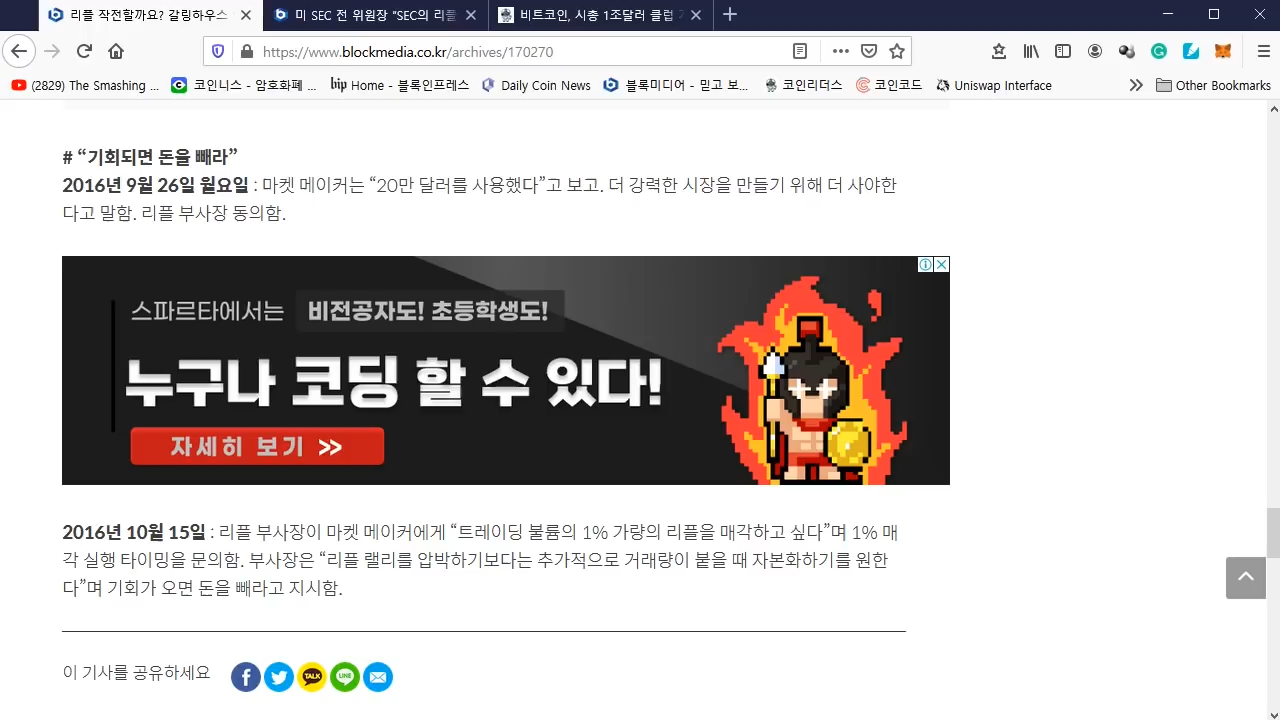 리플 작전할까요? 갈링하우스
미 SEC 전 위원장 "SEC의 리플
비트코인, 시총 1조달러 클럽
https://www.blockmedia.co.kr/archives/170270
(2829) The Smashing ...
코인니스 - 암호화폐 ...
bip Home - 블록인프레스
Daily Coin News
블록미디어 - 믿고 보...
코인리더스
코인코드
Uniswap Interface
Other Bookmarks
# “기회되면 돈을 빼라”
2016년 9월 26일 월요일 : 마켓 메이커는 “20만 달러를 사용했다”고 보고. 더 강력한 시장을 만들기 위해 더 사야한
다고 말함. 리플 부사장 동의함.
스파르타에서는 비전공자도! 초등학생도!
누구나 코딩 할 수 있다!
자세히 보기 >>
2016년 10월 15일 : 리플 부사장이 마켓 메이커에게 “트레이딩 불륨의 1% 가량의 리플을 매각하고 싶다”며 1% 매
각 실행 타이밍을 문의함. 부사장은 “리플 랠리를 압박하기보다는 추가적으로 거래량이 붙을 때 자본화하기를 원한
다”며 기회가 오면 돈을 빼라고 지시함.
이 기사를 공유하세요
TALK
LINE